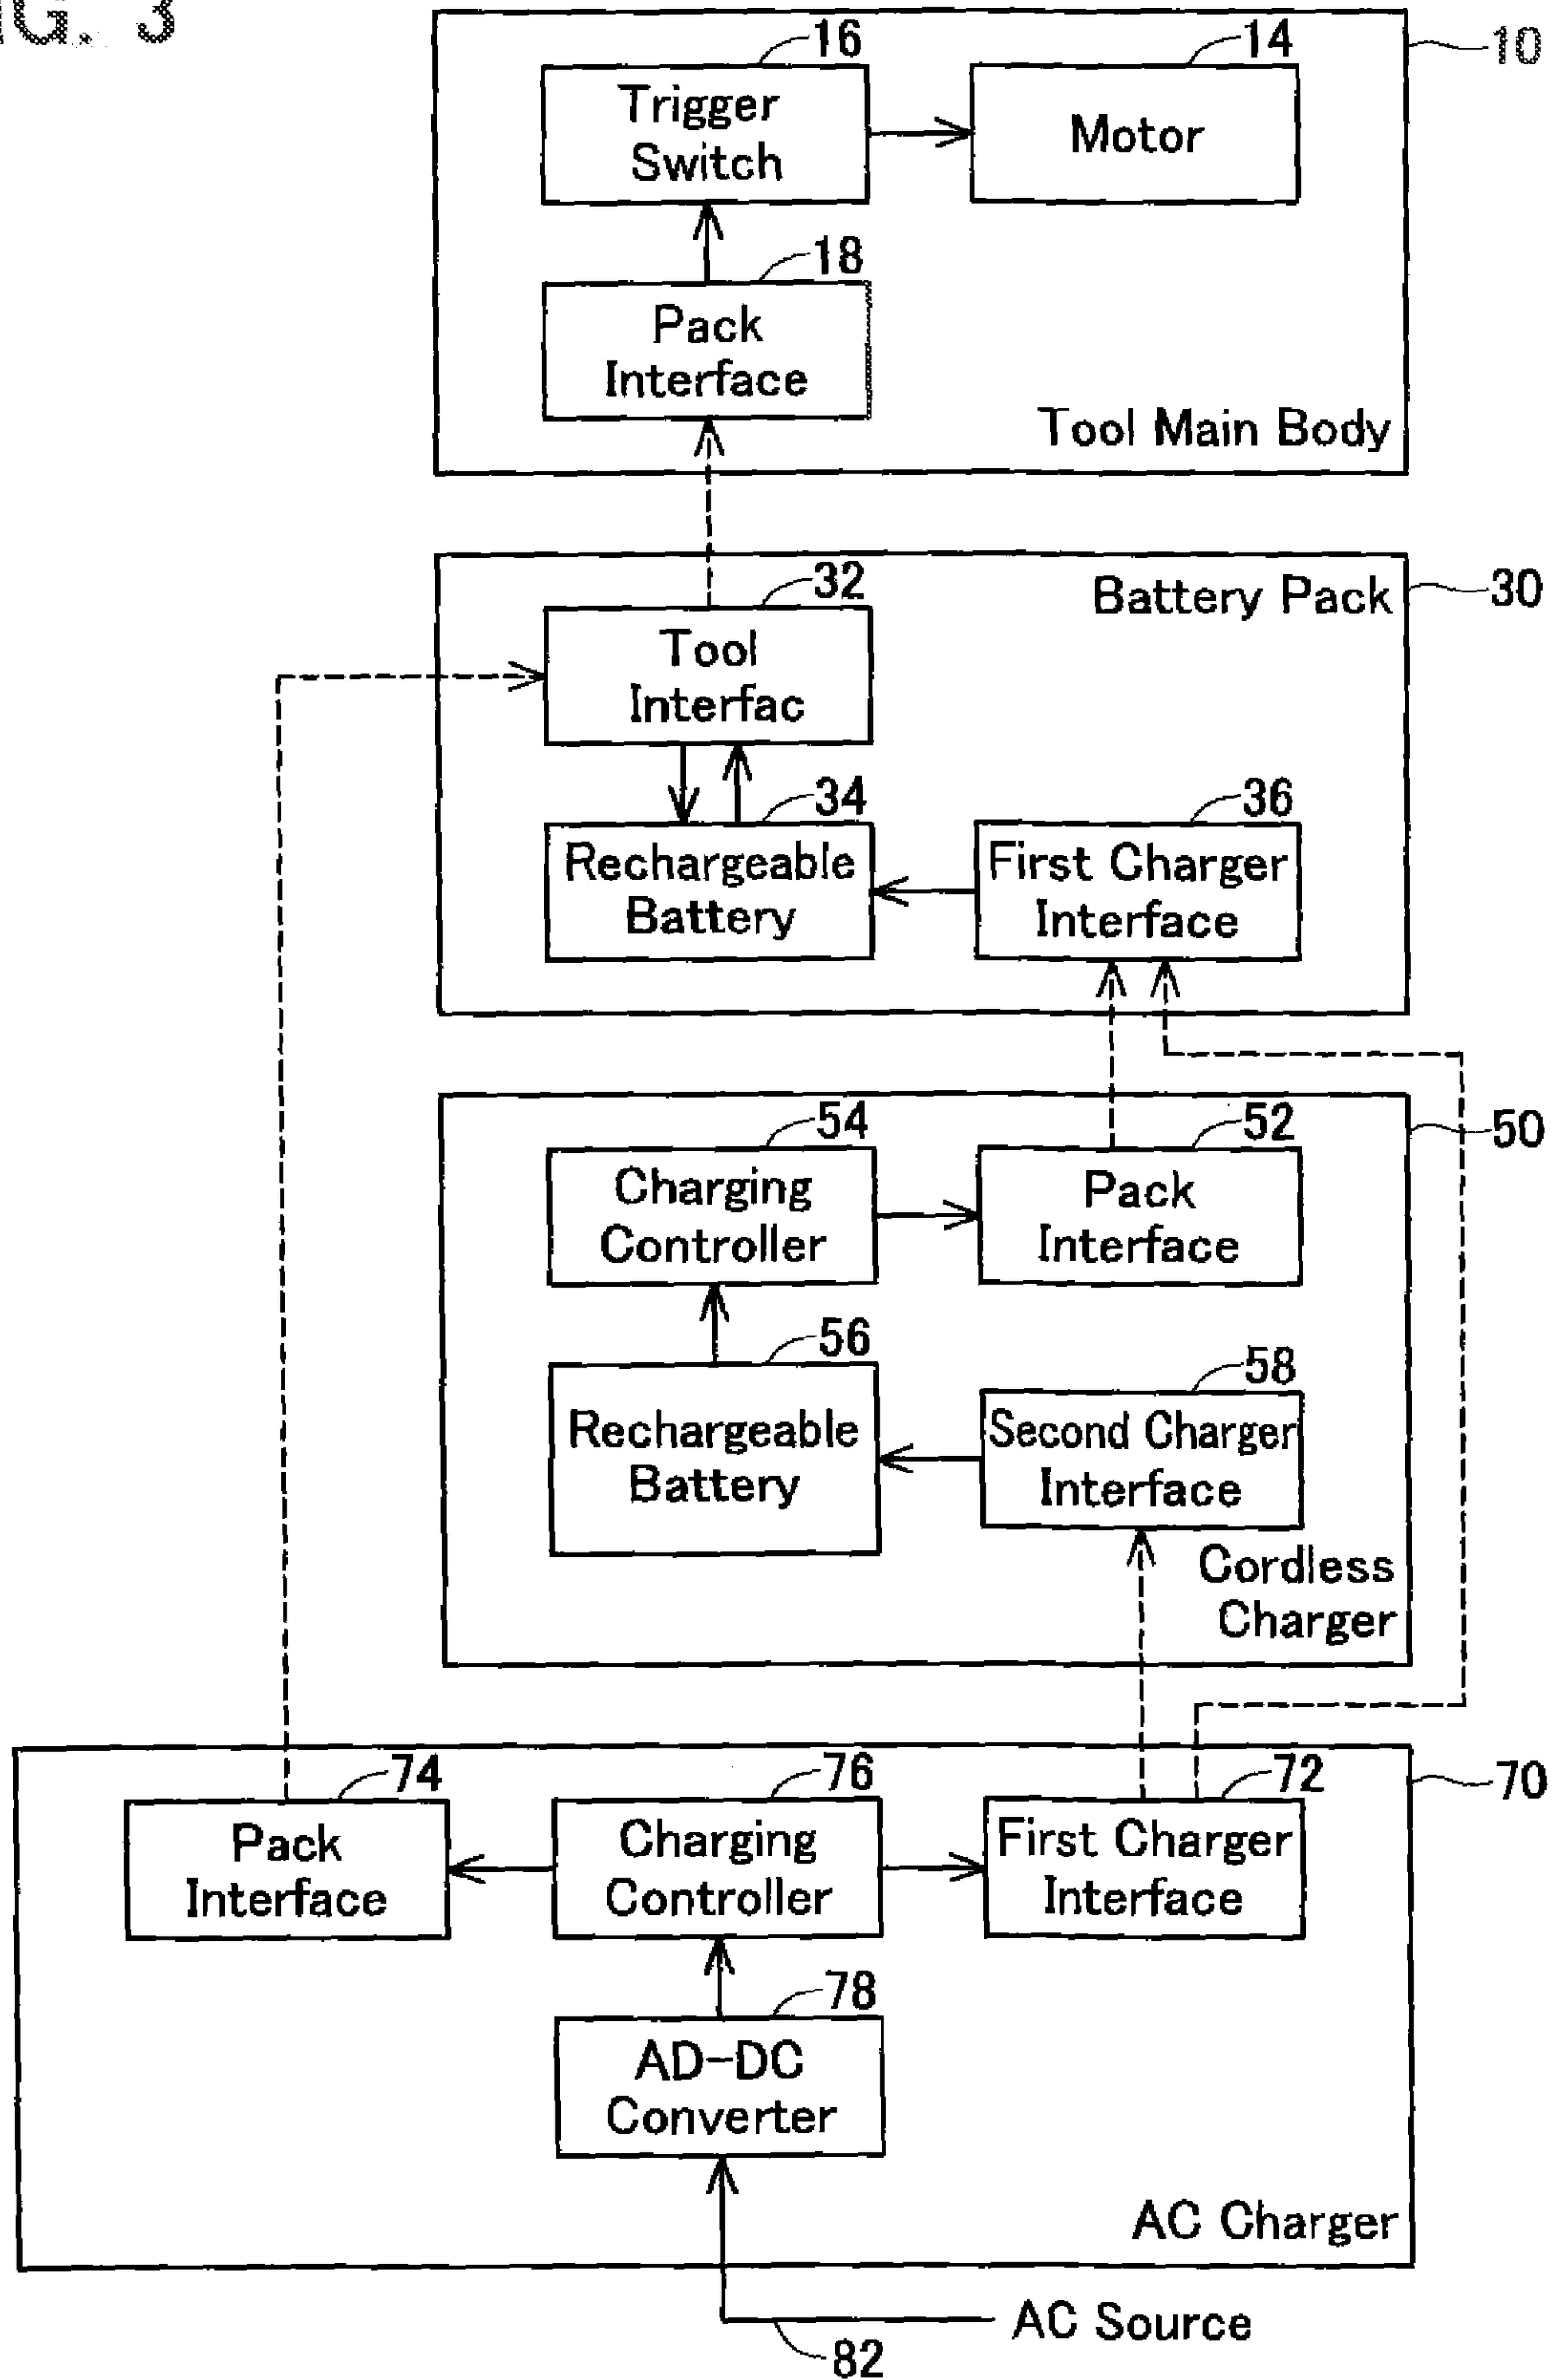 IG. 3
10
16
14
Trigger
Switch
Motor
18
Pack
Interface
Tool Main Body
30
32
Battery Pack
Tool
Interfac
34
36
Rechargeable
Battery
First Charger
Interface
50
54
52
Charging
Controller
Pack
Interface
56
58
Rechargeable
Battery
Second Charger
Interface
Cordless
Charger
70
74
76
72
Pack
Interface
Charging
Controller
First Charger
Interface
78
AD-DC
Converter
AC Charger
AC Source
82